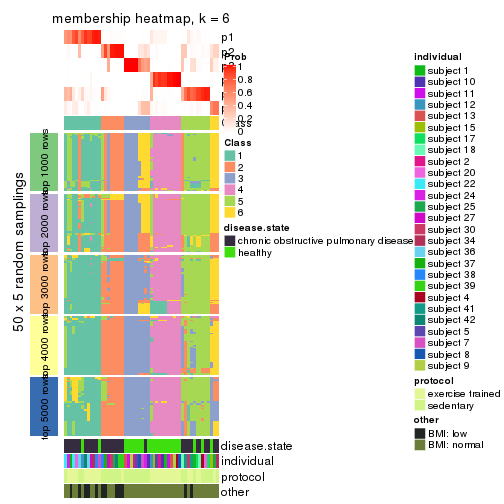 membership heatmap, k = 6
p1
p2
Prob
1
0.8
0.6
0.4
0.2
0
Class
1
2
3
4
5
6
disease.state
chronic obstructive pulmonary disease
healthy
50 x 5 random samplings
top 1000 rows
top 2000 rows
top 3000 rows
top 4000 rows
top 5000 rows
disease.state
individual
protocol
other
individual
subject 1
subject 10
subject 11
subject 12
subject 13
subject 15
subject 17
subject 18
subject 2
subject 20
subject 22
subject 24
subject 25
subject 27
subject 30
subject 34
subject 36
subject 37
subject 38
subject 39
subject 4
subject 41
subject 42
subject 5
subject 7
subject 8
subject 9
protocol
exercise trained
sedentary
other
BMI: low
BMI: normal